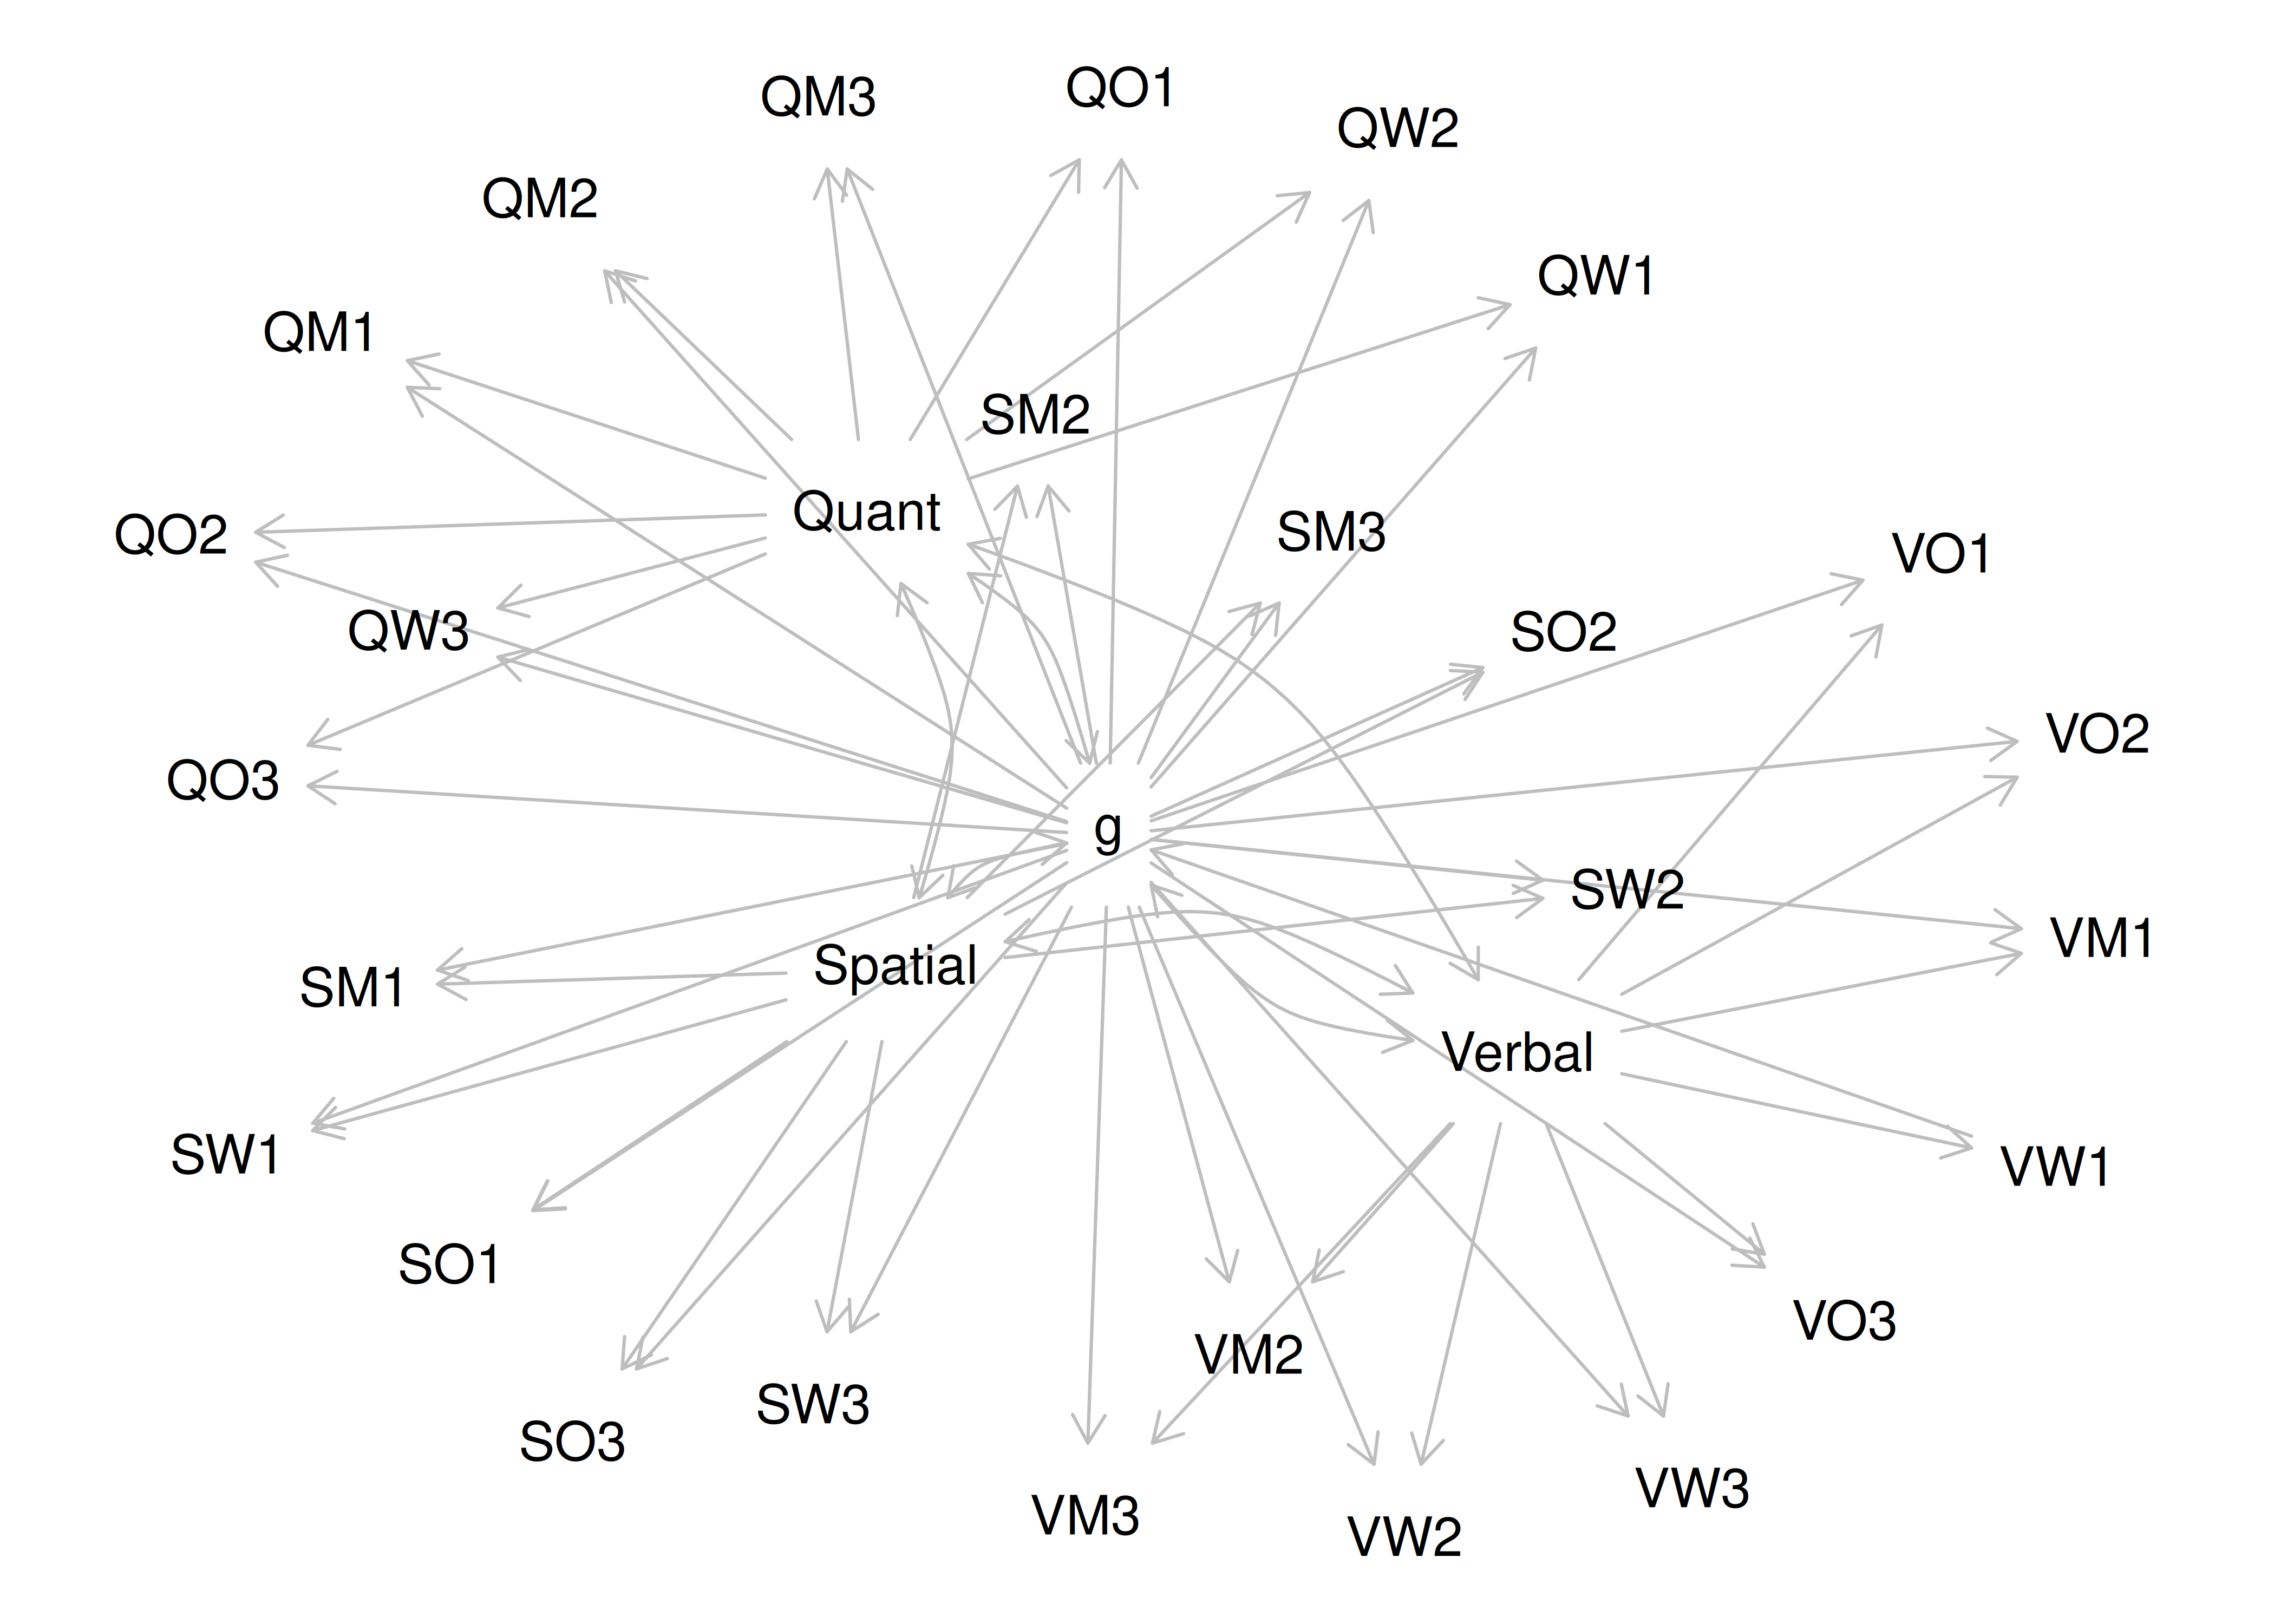 QM3
QO1
QW2
QM2
QW1
QM1
SM2
Quant
SM3
QO2
VO1
QW3
SO2
VO2
QO3
g
SW2
VM1
Spatial
SM1
Verbal
SW1
VW1
SO1
VO3
VM2
SW3
SO3
VW3
VM3
VW2